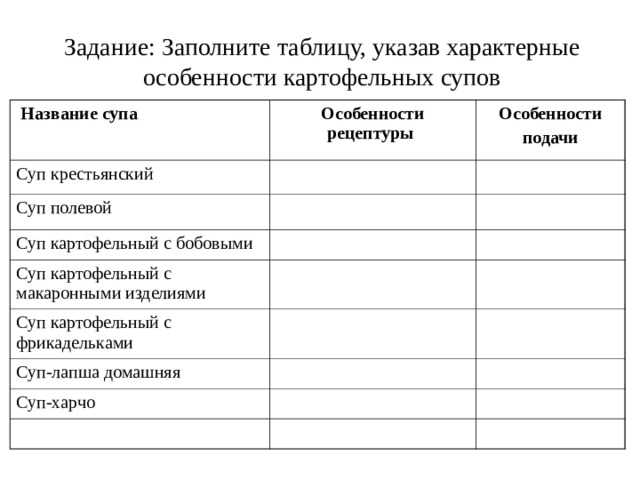 Задание: Заполните таблицу, указав характерные
особенности картофельных супов
Название супа
Особенности
рецептуры
Особенности
подачи
Суп крестьянский
Суп полевой
Суп картофельный с бобовыми
Суп картофельный с
макаронными изделиями
Суп картофельный с
фрикадельками
Суп-лапша домашняя
Суп-харчо